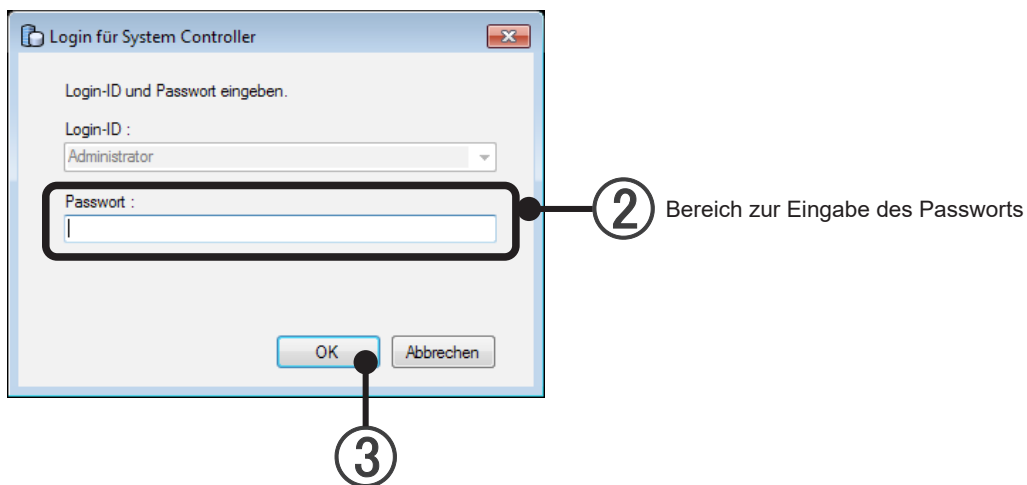 Login für System Controller
Login-ID und Passwort eingeben.
Login-ID :
Administrator
Passwort :
2 Bereich zur Eingabe des Passworts
OK Abbrechen
3